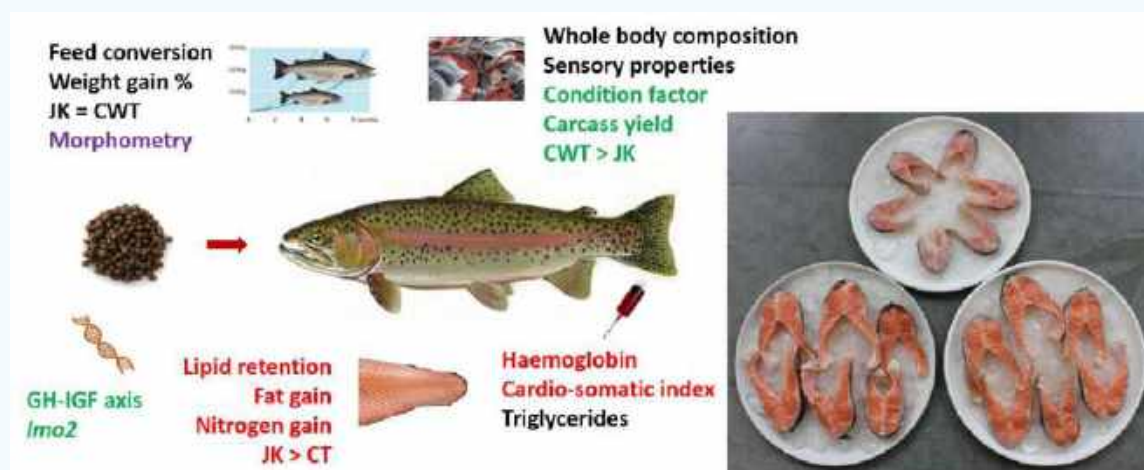 Feed conversion
Weight gain %
JK = CWT
Morphometry
Whole body composition
Sensory properties
Condition factor
Carcass yield
CWT > JK
GH-IGF axis
lmo2
Lipid retention
Fat gain
Nitrogen gain
JK > CT
Haemoglobin
Cardio-somatic index
Triglycerides